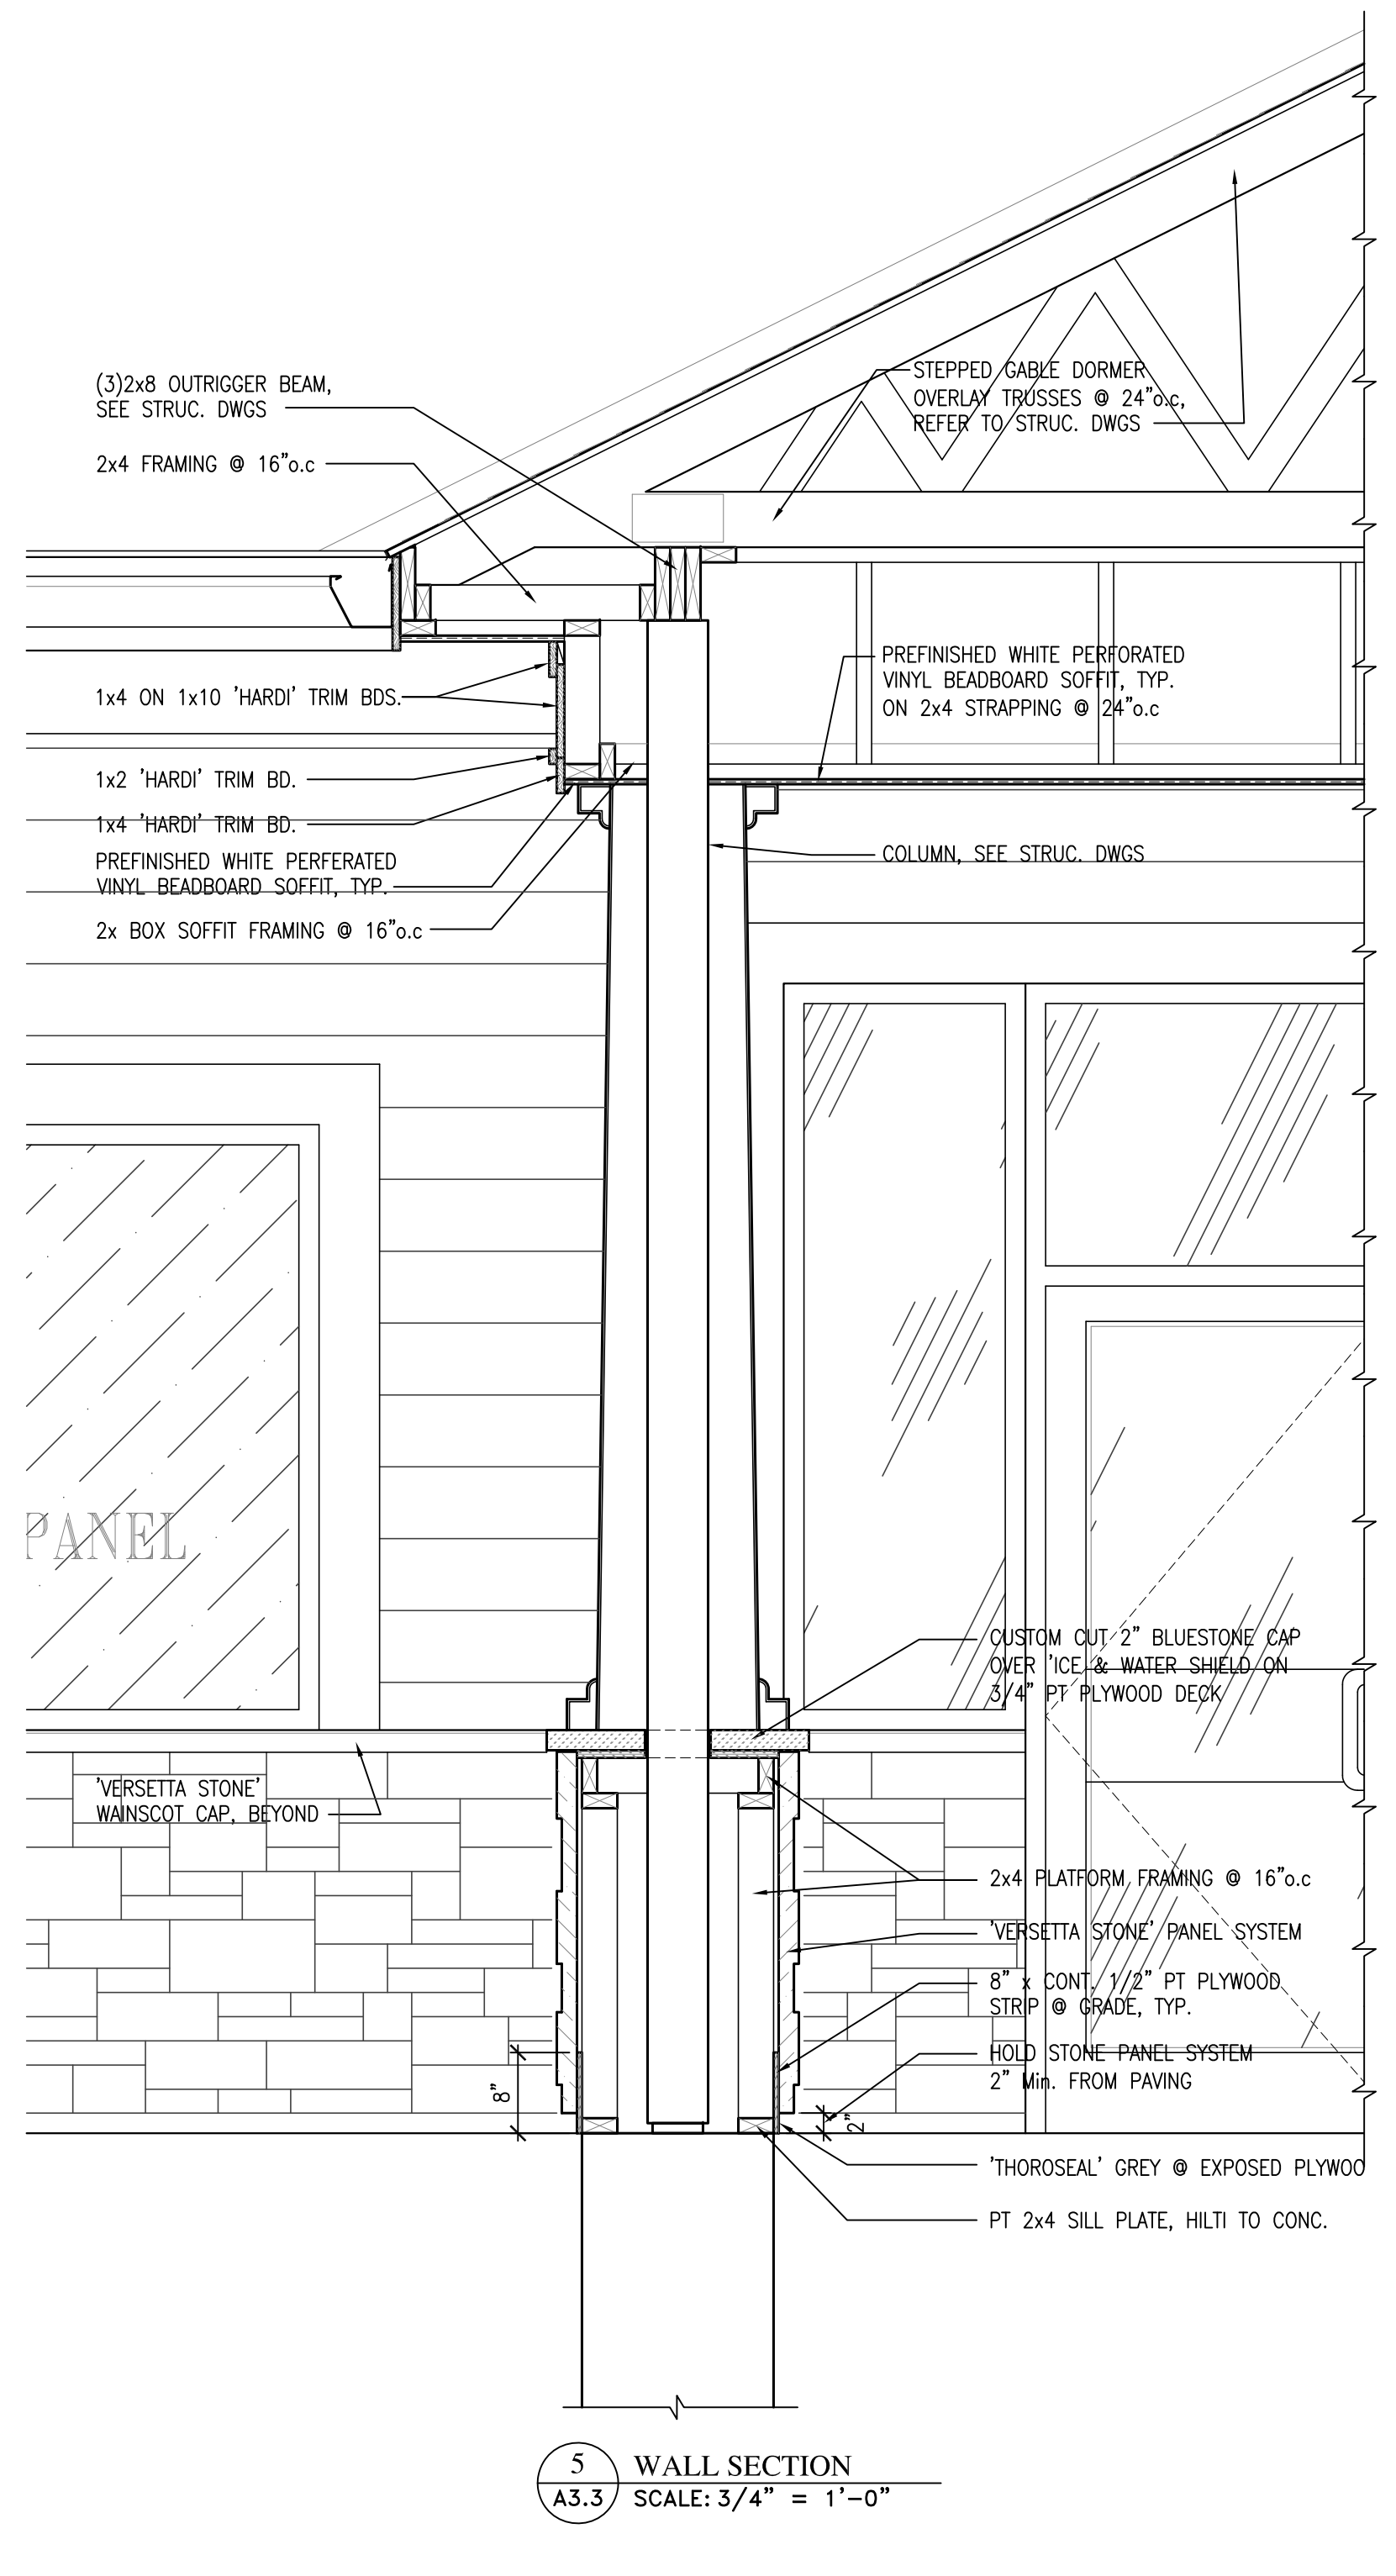 (3)2x8 OUTRIGGER BEAM,
SEE STRUC. DWGS
2x4 FRAMING @ 16"o.c
STEPPED GABLE DORMER
OVERLAY TRUSSES @ 24"o.c,
REFER TO STRUC. DWGS
1x4 ON 1x10 'HARDI' TRIM BDS.
1x2 'HARDI' TRIM BD.
1x4 'HARDI' TRIM BD.
PREFINISHED WHITE PERFERATED
VINYL BEADBOARD SOFFIT, TYP.
2x BOX SOFFIT FRAMING @ 16"o.c
PREFINISHED WHITE PERFORATED
VINYL BEADBOARD SOFFIT, TYP.
ON 2x4 STRAPPING @ 24"o.c
COLUMN, SEE STRUC. DWGS
PANEL
CUSTOM CUT 2" BLUESTONE CAP
OVER 'ICE & WATER SHIELD ON
3/4" PT PLYWOOD DECK
'VERSETTA STONE'
WAINSCOT CAP, BEYOND
2x4 PLATFORM FRAMING @ 16"o.c
'VERSETTA STONE' PANEL SYSTEM
8" x CONT. 1/2" PT PLYWOOD
STRIP @ GRADE, TYP.
HOLD STONE PANEL SYSTEM
2" Min. FROM PAVING
8"
2"
'THOROSEAL' GREY @ EXPOSED PLYWOO
PT 2x4 SILL PLATE, HILTI TO CONC.
5 WALL SECTION
A3.3 SCALE: 3/4" = 1'-0"